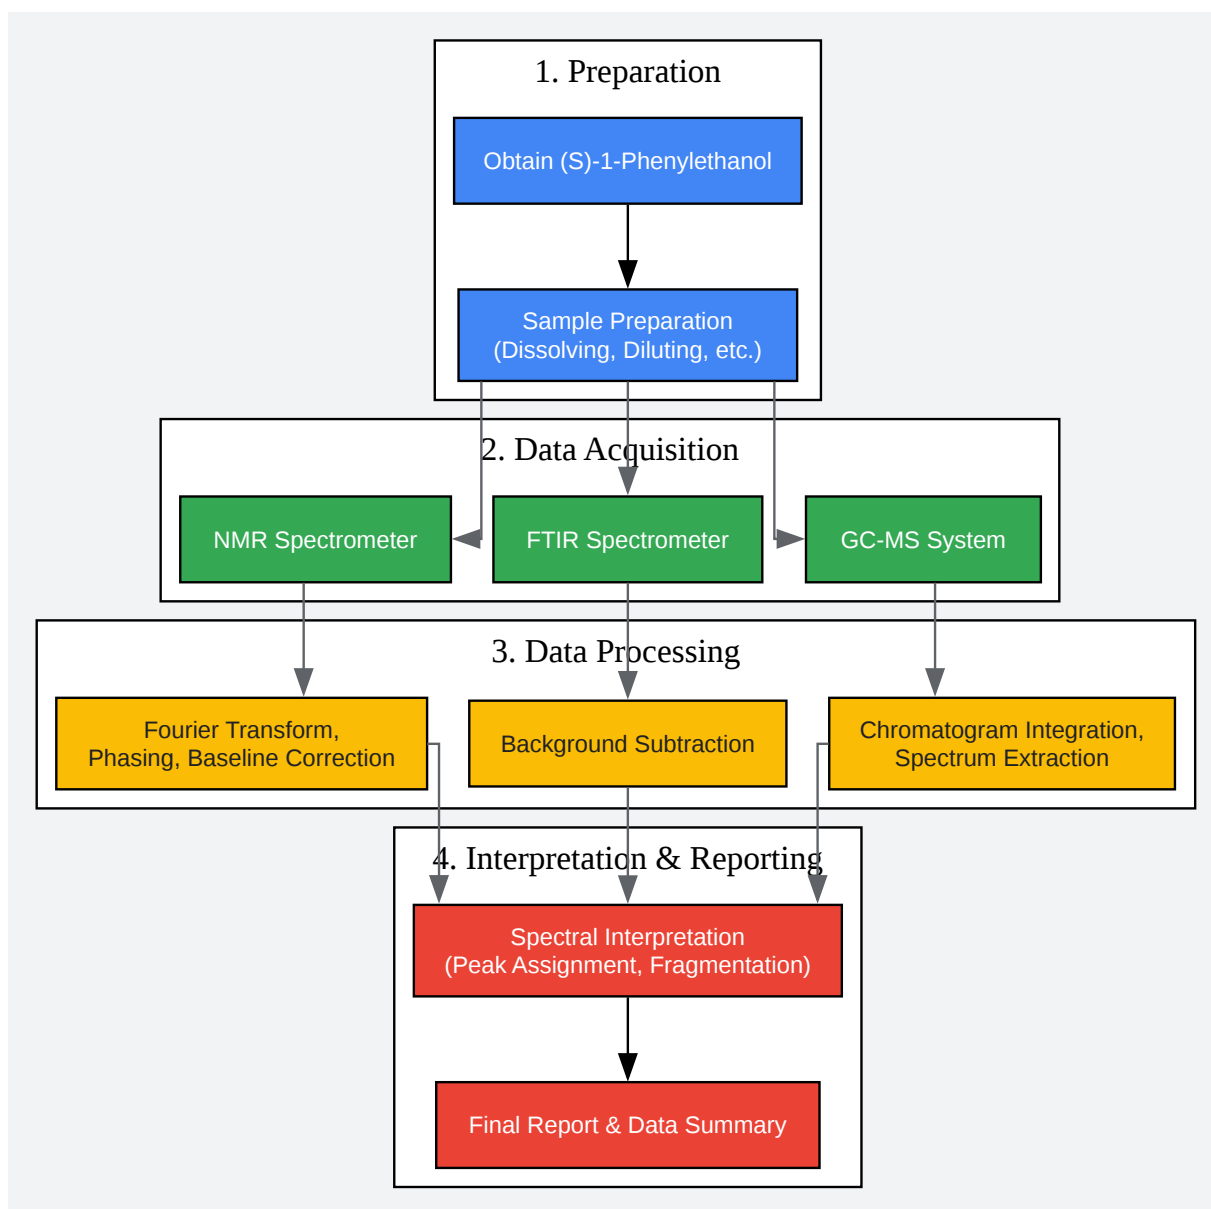 1. Preparation
Obtain (S)-1-Phenylethanol
Sample Preparation
(Dissolving, Diluting, etc.)
2. Data Acquisition
NMR Spectrometer
FTIR Spectrometer
GC-MS System
3. Data Processing
Fourier Transform,
Phasing, Baseline Correction
Background Subtraction
Chromatogram Integration,
Spectrum Extraction
4. Interpretation & Reporting
Spectral Interpretation
(Peak Assignment, Fragmentation)
Final Report & Data Summary